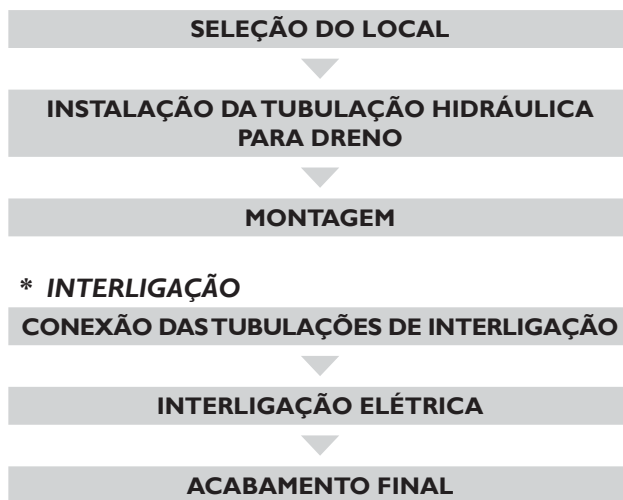 SELEÇÃO DO LOCAL
INSTALAÇÃO DA TUBULAÇÃO HIDRÁULICA
PARA DRENO
MONTAGEM
* INTERLIGAÇÃO
CONEXÃO DAS TUBULAÇÕES DE INTERLIGAÇÃO
INTERLIGAÇÃO ELÉTRICA
ACABAMENTO FINAL